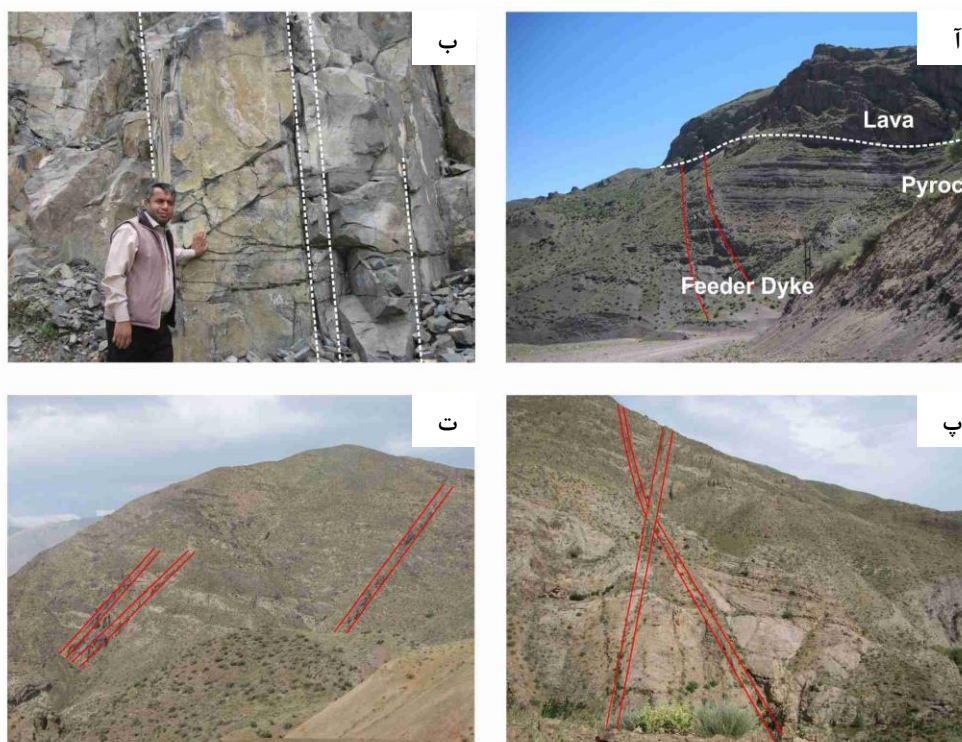 آ
Lava
Pyroc
Feeder Dyke
ب
پ
ت